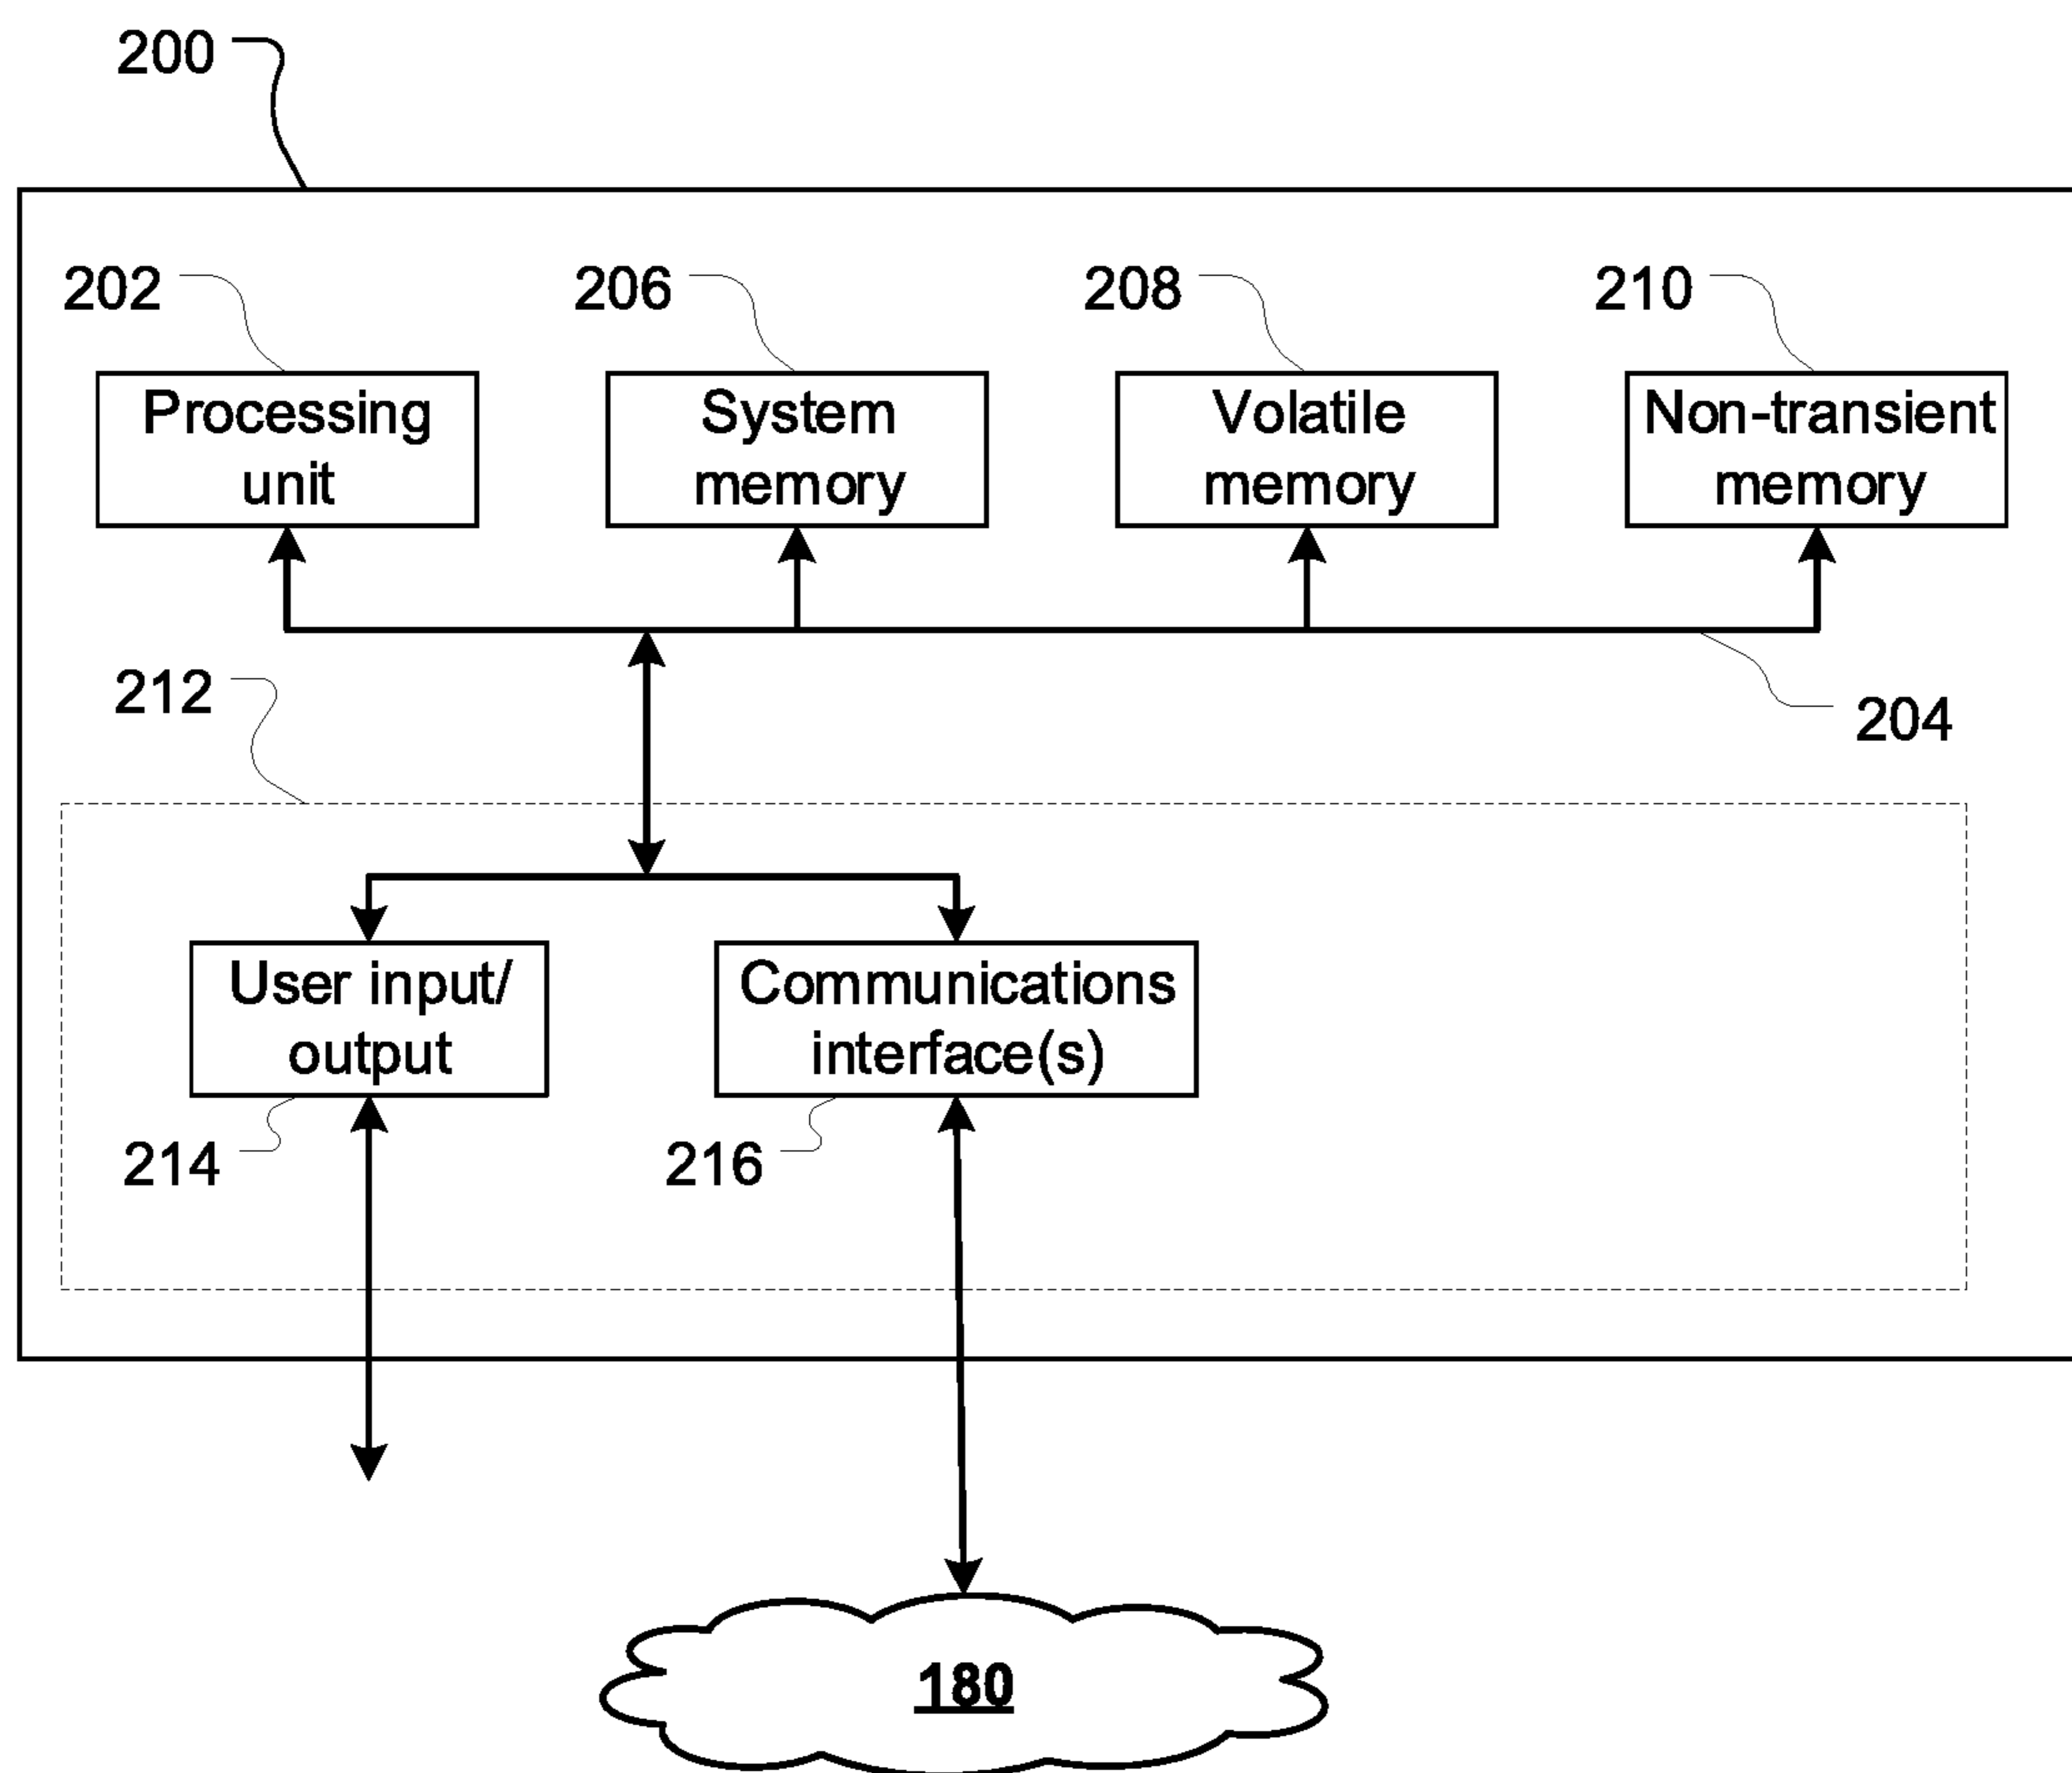 200
202
206
208
210
Processing
unit
System
memory
Volatile
memory
Non-transient
memory
212
204
User input/
output
Communications
interface(s)
214
216
180